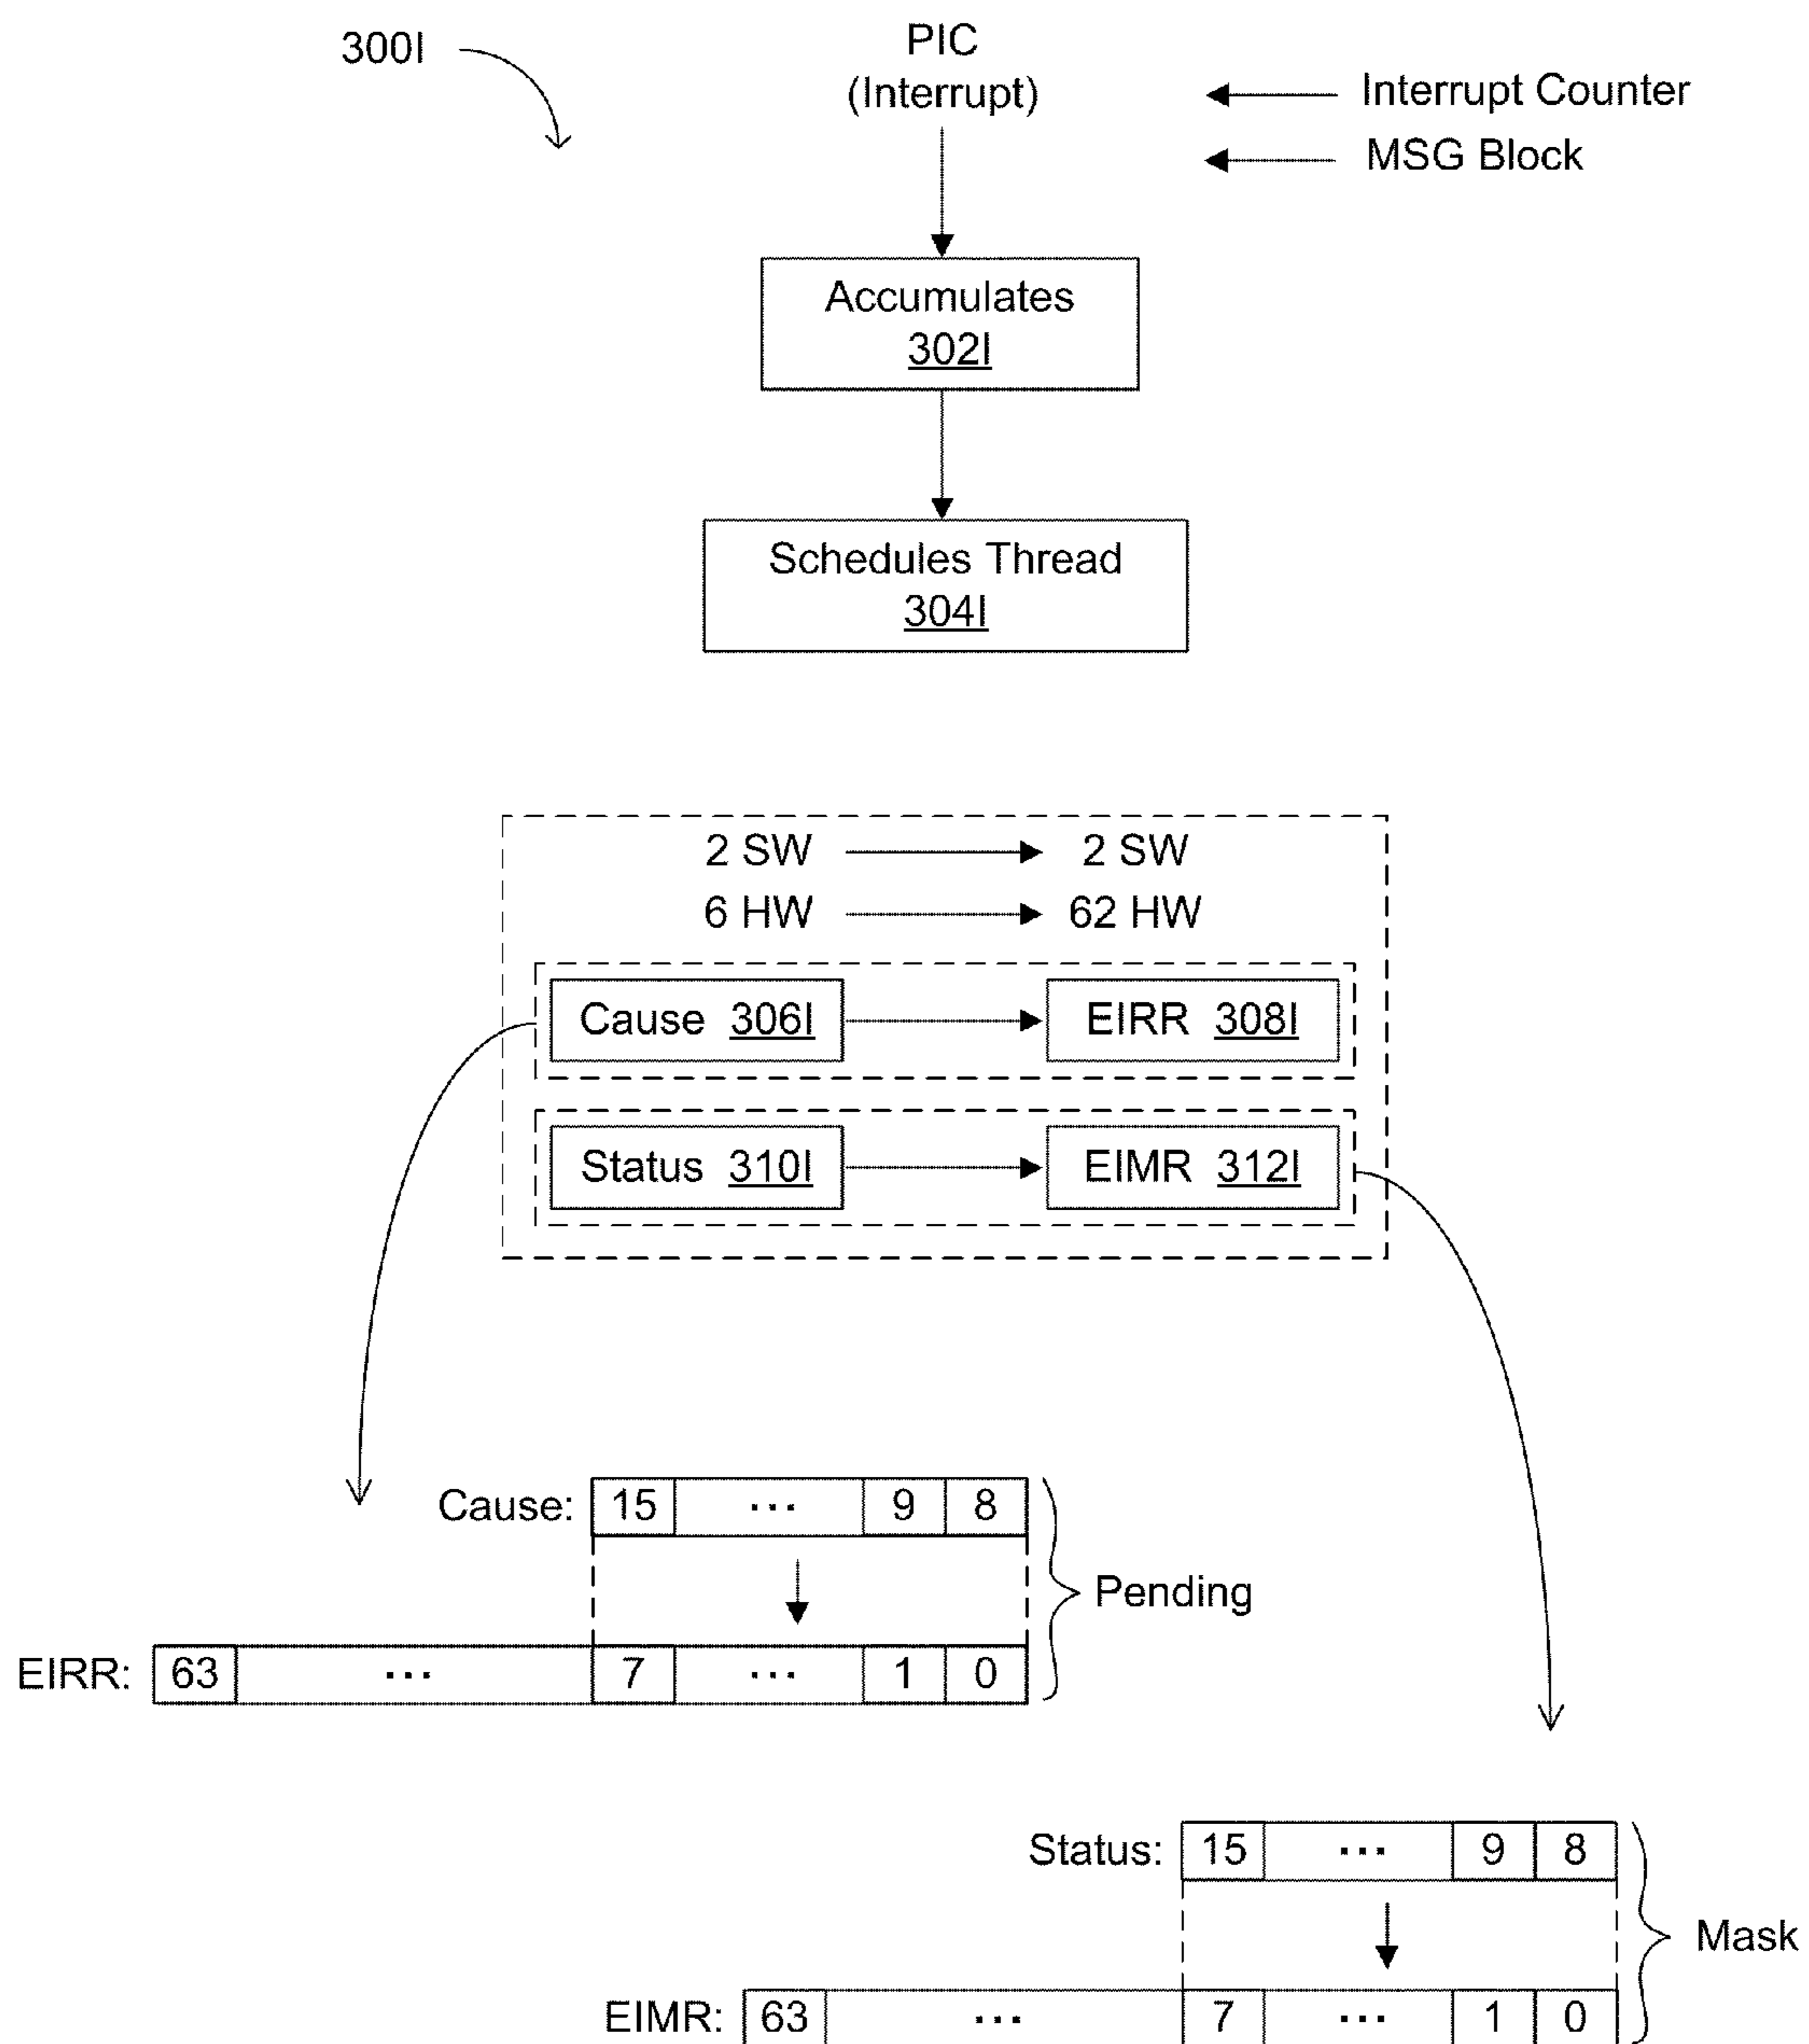 300I
PIC
(Interrupt)
Interrupt Counter
MSG Block
Accumulates
302I
Schedules Thread
304I
2 SW 2 SW
6 HW 62 HW
Cause 306I EIRR 308I
Status 310I EIMR 312I
Cause: 15 ... 9 8
Pending
EIRR: 63 ... 7 ... 1 0
Status: 15 ... 9 8
Mask
EIMR: 63 ... 7 ... 1 0